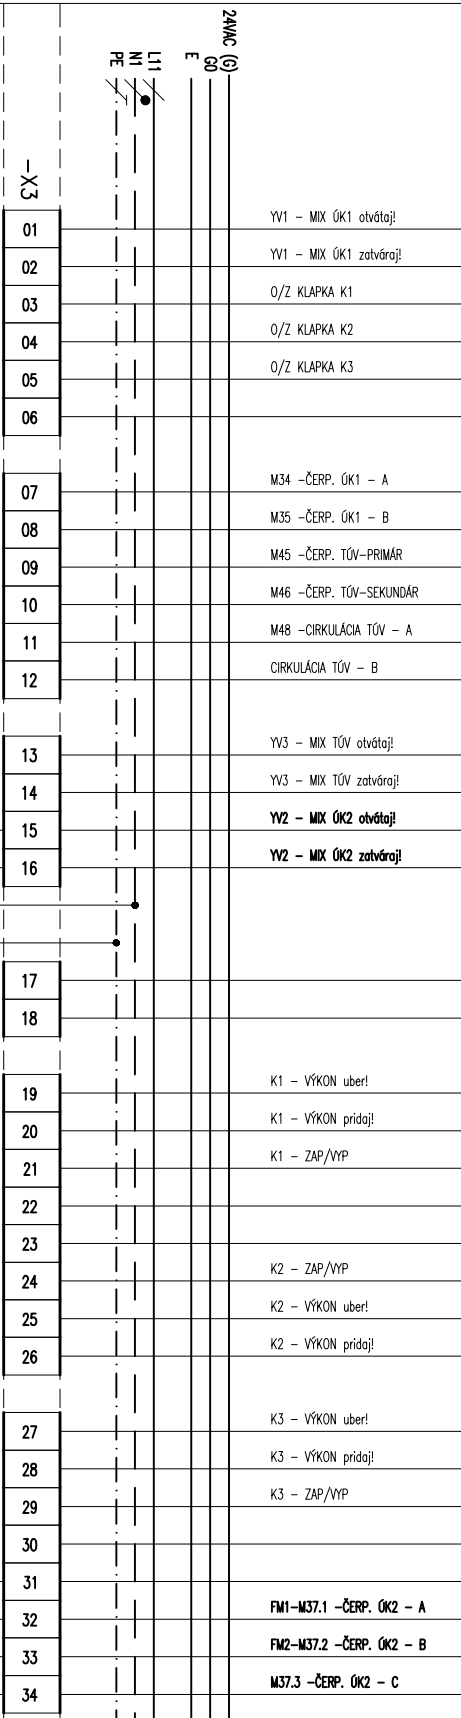 24VAC (G)
G0
E
L11
N1
PE
-X3
01 YV1 - MIX ÚK1 otvátaj!
02 YV1 - MIX ÚK1 zatváraj!
03 O/Z KLAPKA K1
04 O/Z KLAPKA K2
05 O/Z KLAPKA K3
06
07 M34 -ČERP. ÚK1 - A
08 M35 -ČERP. ÚK1 - B
09 M45 -ČERP. TÚV-PRIMÁR
10 M46 -ČERP. TÚV-SEKUNDÁR
11 M48 -CIRKULÁCIA TÚV - A
12 CIRKULÁCIA TÚV - B
13 YV3 - MIX TÚV otvátaj!
14 YV3 - MIX TÚV zatváraj!
15 YV2 - MIX ÚK2 otvátaj!
16 YV2 - MIX ÚK2 zatváraj!
17
18
19 K1 - VÝKON uber!
20 K1 - VÝKON pridaj!
21 K1 - ZAP/VYP
22
23
24 K2 - ZAP/VYP
25 K2 - VÝKON uber!
26 K2 - VÝKON pridaj!
27 K3 - VÝKON uber!
28 K3 - VÝKON pridaj!
29 K3 - ZAP/VYP
30
31
32 FM1-M37.1 -ČERP. ÚK2 - A
33 FM2-M37.2 -ČERP. ÚK2 - B
34 M37.3 -ČERP. ÚK2 - C